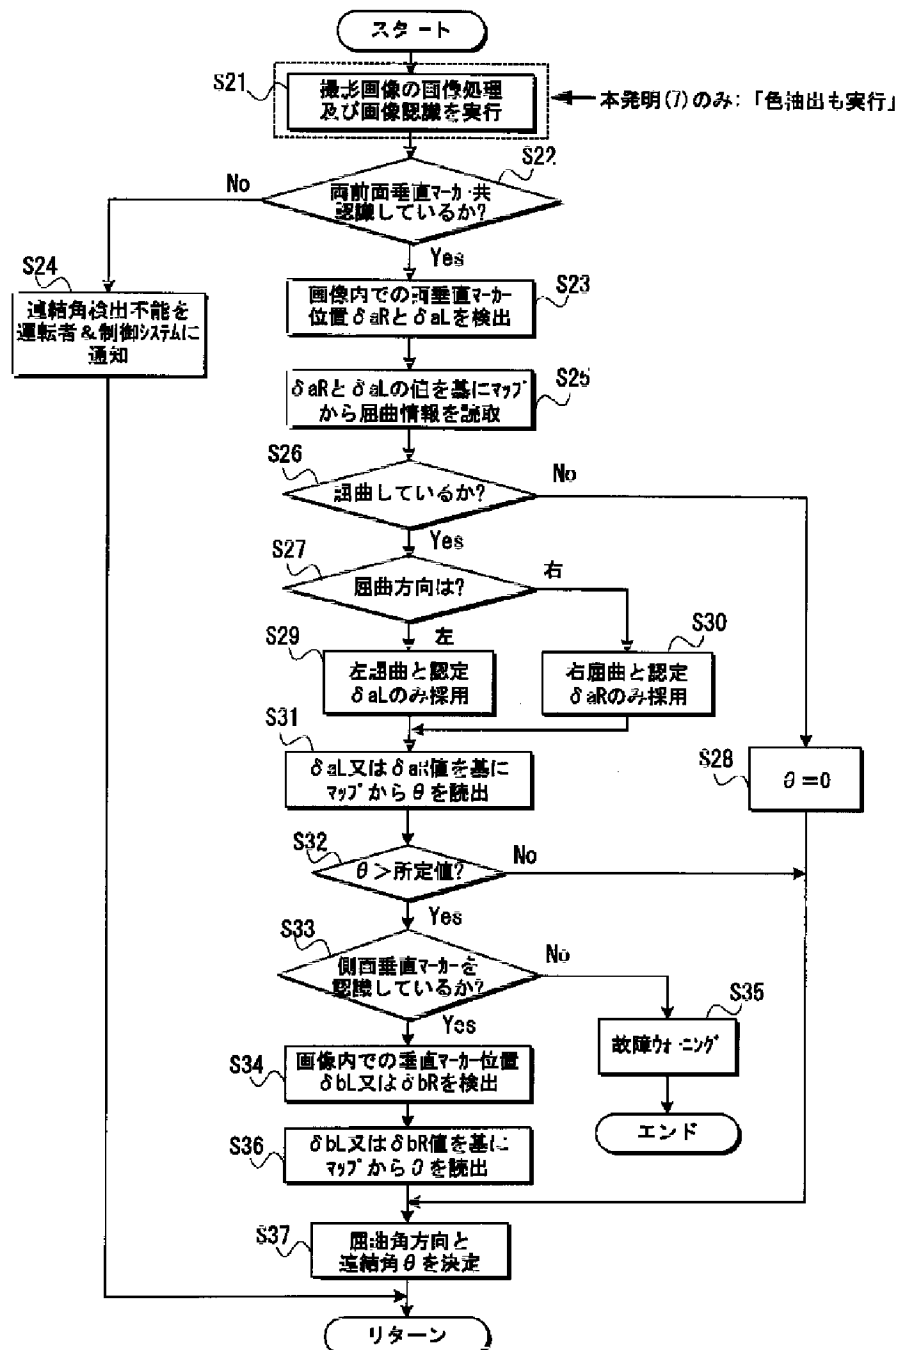 スタート
S21
撮影画像の画像処理
及び画像認識を実行
本発明(7)のみ:「色抽出も実行」
S22
両前面垂直マーカー共
認識しているか?
No
Yes
S24
連結角検出不能を
運転者&制御システムに
通知
S23
画像内での両垂直マーカー
位置δaRとδaLを検出
S25
δaRとδaLの値を基にマップ
から屈曲情報を読取
S26
屈曲しているか?
No
Yes
S27
屈曲方向は?
右
左
S29
左屈曲と認定
δaLのみ採用
S30
右屈曲と認定
δaRのみ採用
S31
δaL又はδaR値を基に
マップからθを読出
S28
θ=0
S32
θ>所定値?
No
Yes
S33
側面垂直マーカーを
認識しているか?
No
Yes
S35
故障ウォーニング
エンド
S34
画像内での垂直マーカー位置
δbL又はδbRを検出
S36
δbL又はδbR値を基に
マップからθを読出
S37
屈曲角方向と
連結角θを決定
リターン